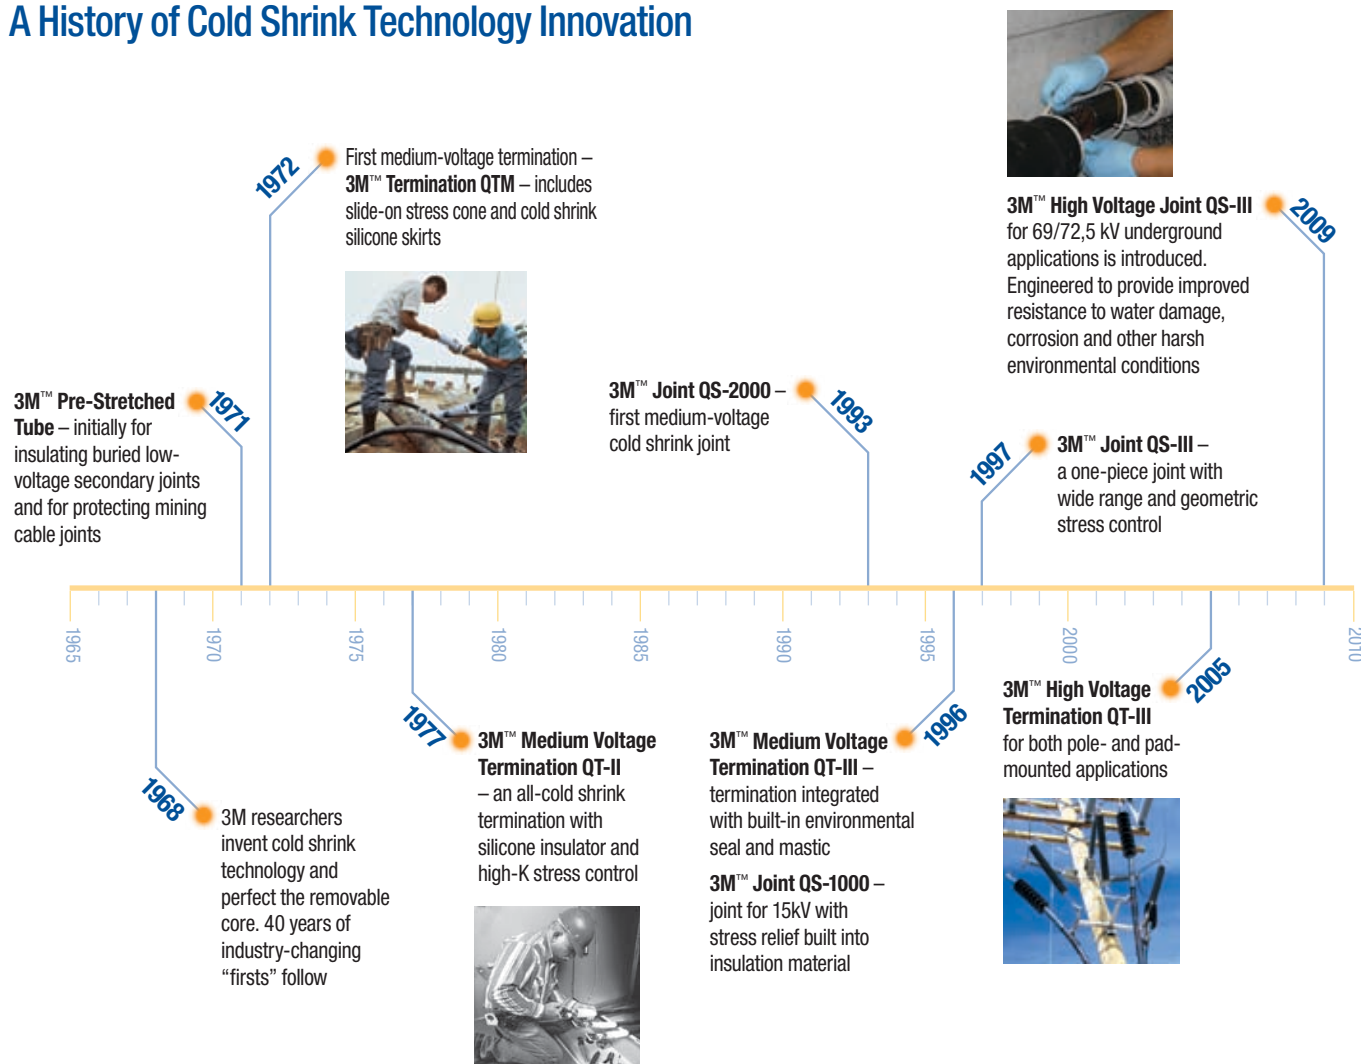 A History of Cold Shrink Technology Innovation
1972
First medium-voltage termination –
3M™ Termination QTM – includes
slide-on stress cone and cold shrink
silicone skirts
3M™ High Voltage Joint QS-III
for 69/72,5 kV underground
applications is introduced.
Engineered to provide improved
resistance to water damage,
corrosion and other harsh
environmental conditions
2009
3M™ Pre-Stretched
Tube – initially for
insulating buried low-
voltage secondary joints
and for protecting mining
cable joints
1971
3M™ Joint QS-2000 –
first medium-voltage
cold shrink joint
1993
1997
3M™ Joint QS-III –
a one-piece joint with
wide range and geometric
stress control
1965
1970
1975
1980
1985
1990
1995
2000
2010
1968
3M researchers
invent cold shrink
technology and
perfect the removable
core. 40 years of
industry-changing
“firsts” follow
1977
3M™ Medium Voltage
Termination QT-II
– an all-cold shrink
termination with
silicone insulator and
high-K stress control
3M™ Medium Voltage
Termination QT-III –
termination integrated
with built-in environmental
seal and mastic
3M™ Joint QS-1000 –
joint for 15kV with
stress relief built into
insulation material
1996
3M™ High Voltage
Termination QT-III
for both pole- and pad-
mounted applications
2005